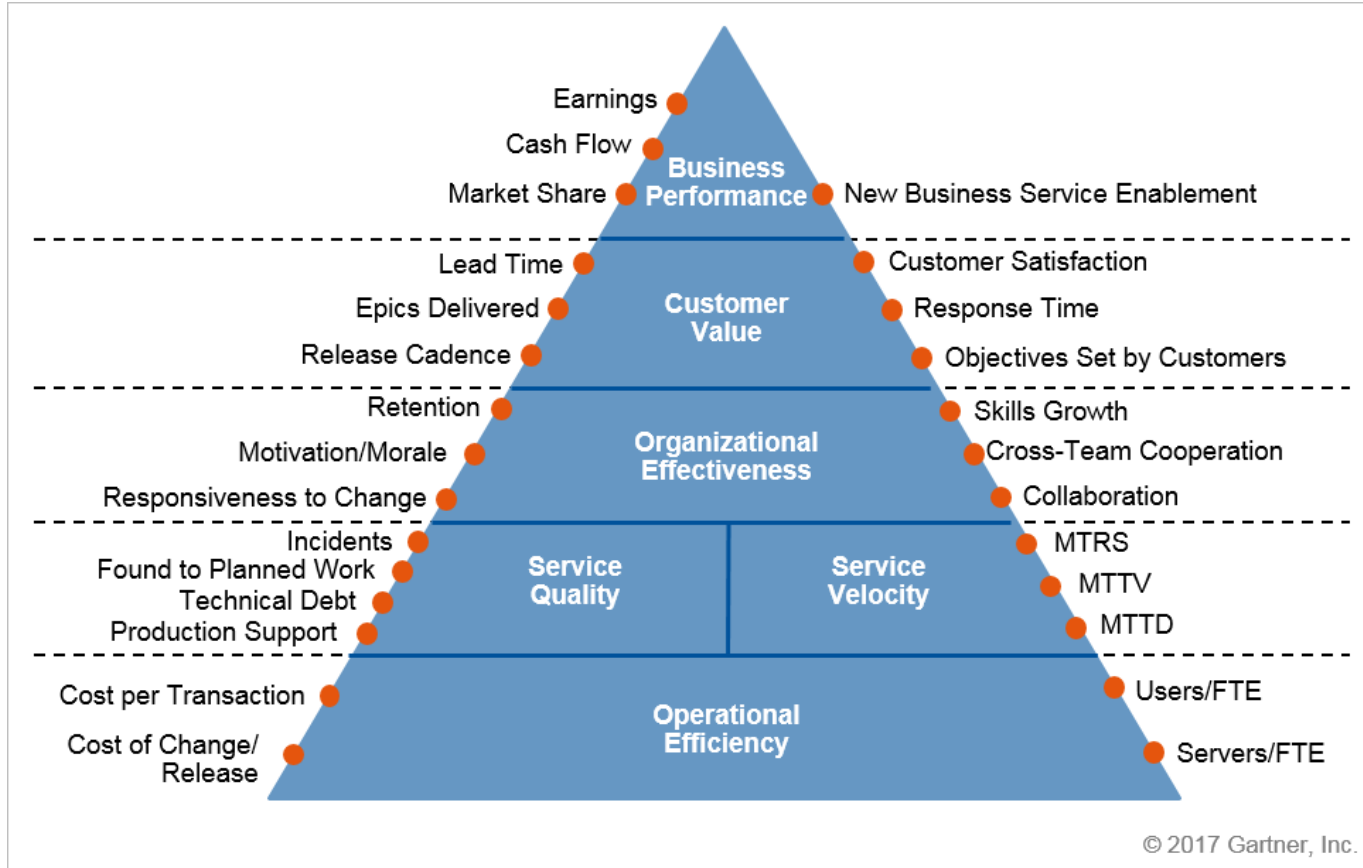 Earnings
Cash Flow
Business
Performance
Market Share
New Business Service Enablement
Lead Time
Customer Satisfaction
Epics Delivered
Customer
Value
Response Time
Release Cadence
Objectives Set by Customers
Retention
Skills Growth
Motivation/Morale
Organizational
Effectiveness
Cross-Team Cooperation
Responsiveness to Change
Collaboration
Incidents
MTRS
Found to Planned Work
Service
Quality
Service
Velocity
MTTV
Technical Debt
MTTD
Production Support
Cost per Transaction
Users/FTE
Operational
Efficiency
Cost of Change/
Release
Servers/FTE
© 2017 Gartner, Inc.